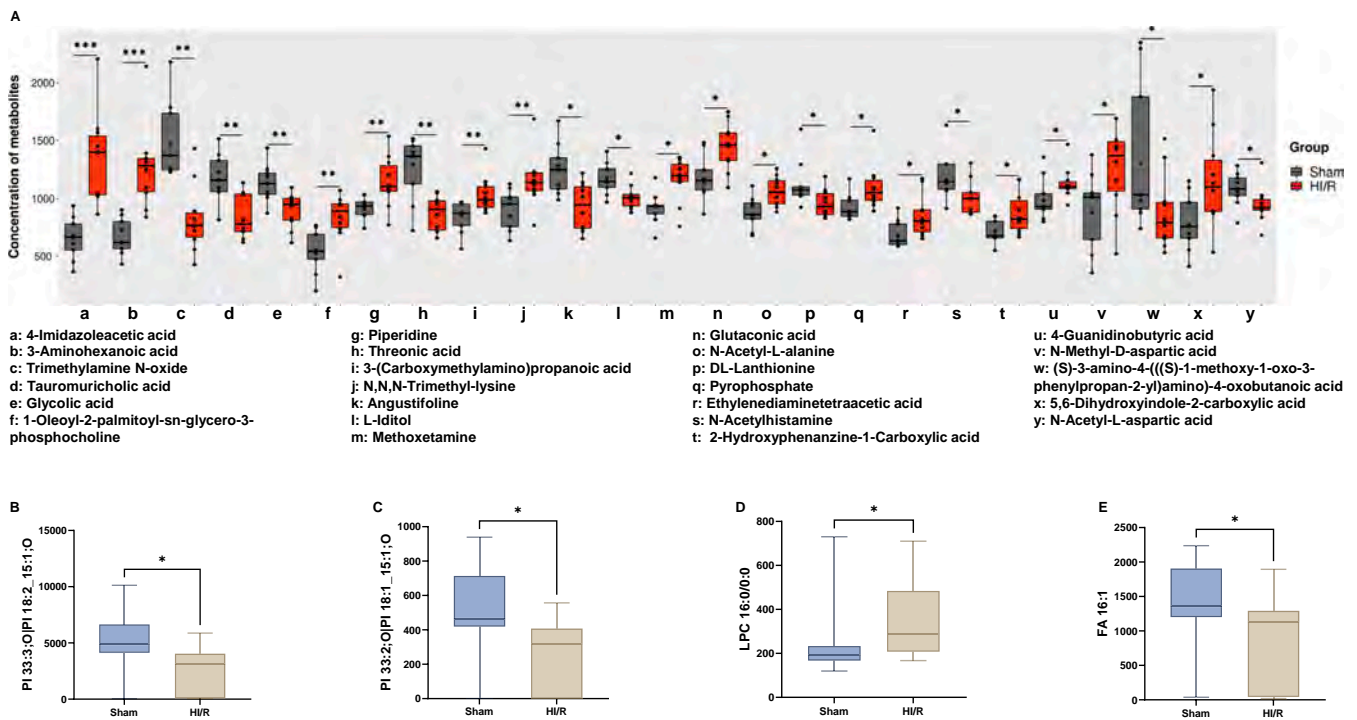 A
*** *** ** ** ** ** ** ** ** ** * * * * * * * * * * * * * * *
Concentration of metabolites
2000
1500
1000
500
a b c d e f g h i j k l m n o p q r s t u v w x y
Group
Sham
HI/R
a: 4-Imidazoleacetic acid
b: 3-Aminohexanoic acid
c: Trimethylamine N-oxide
d: Tauromuricholic acid
e: Glycolic acid
f: 1-Oleoyl-2-palmitoyl-sn-glycero-3-
phosphocholine
g: Piperidine
h: Threonic acid
i: 3-(Carboxymethylamino)propanoic acid
j: N,N,N-Trimethyl-lysine
k: Angustifoline
l: L-Iditol
m: Methoxetamine
n: Glutaconic acid
o: N-Acetyl-L-alanine
p: DL-Lanthionine
q: Pyrophosphate
r: Ethylenediaminetetraacetic acid
s: N-Acetylhistamine
t: 2-Hydroxyphenanzine-1-Carboxylic acid
u: 4-Guanidinobutyric acid
v: N-Methyl-D-aspartic acid
w: (S)-3-amino-4-(((S)-1-methoxy-1-oxo-3-
phenylpropan-2-yl)amino)-4-oxobutanoic acid
x: 5,6-Dihydroxyindole-2-carboxylic acid
y: N-Acetyl-L-aspartic acid
B
PI 33:3;O|PI 18:2_15:1;O
15000
10000
5000
0
*
Sham HI/R
C
PI 33:2;O|PI 18:1_15:1;O
1000
800
600
400
200
0
*
Sham HI/R
D
LPC 16:0/0:0
800
600
400
200
0
*
Sham HI/R
E
FA 16:1
2500
2000
1500
1000
500
0
*
Sham HI/R